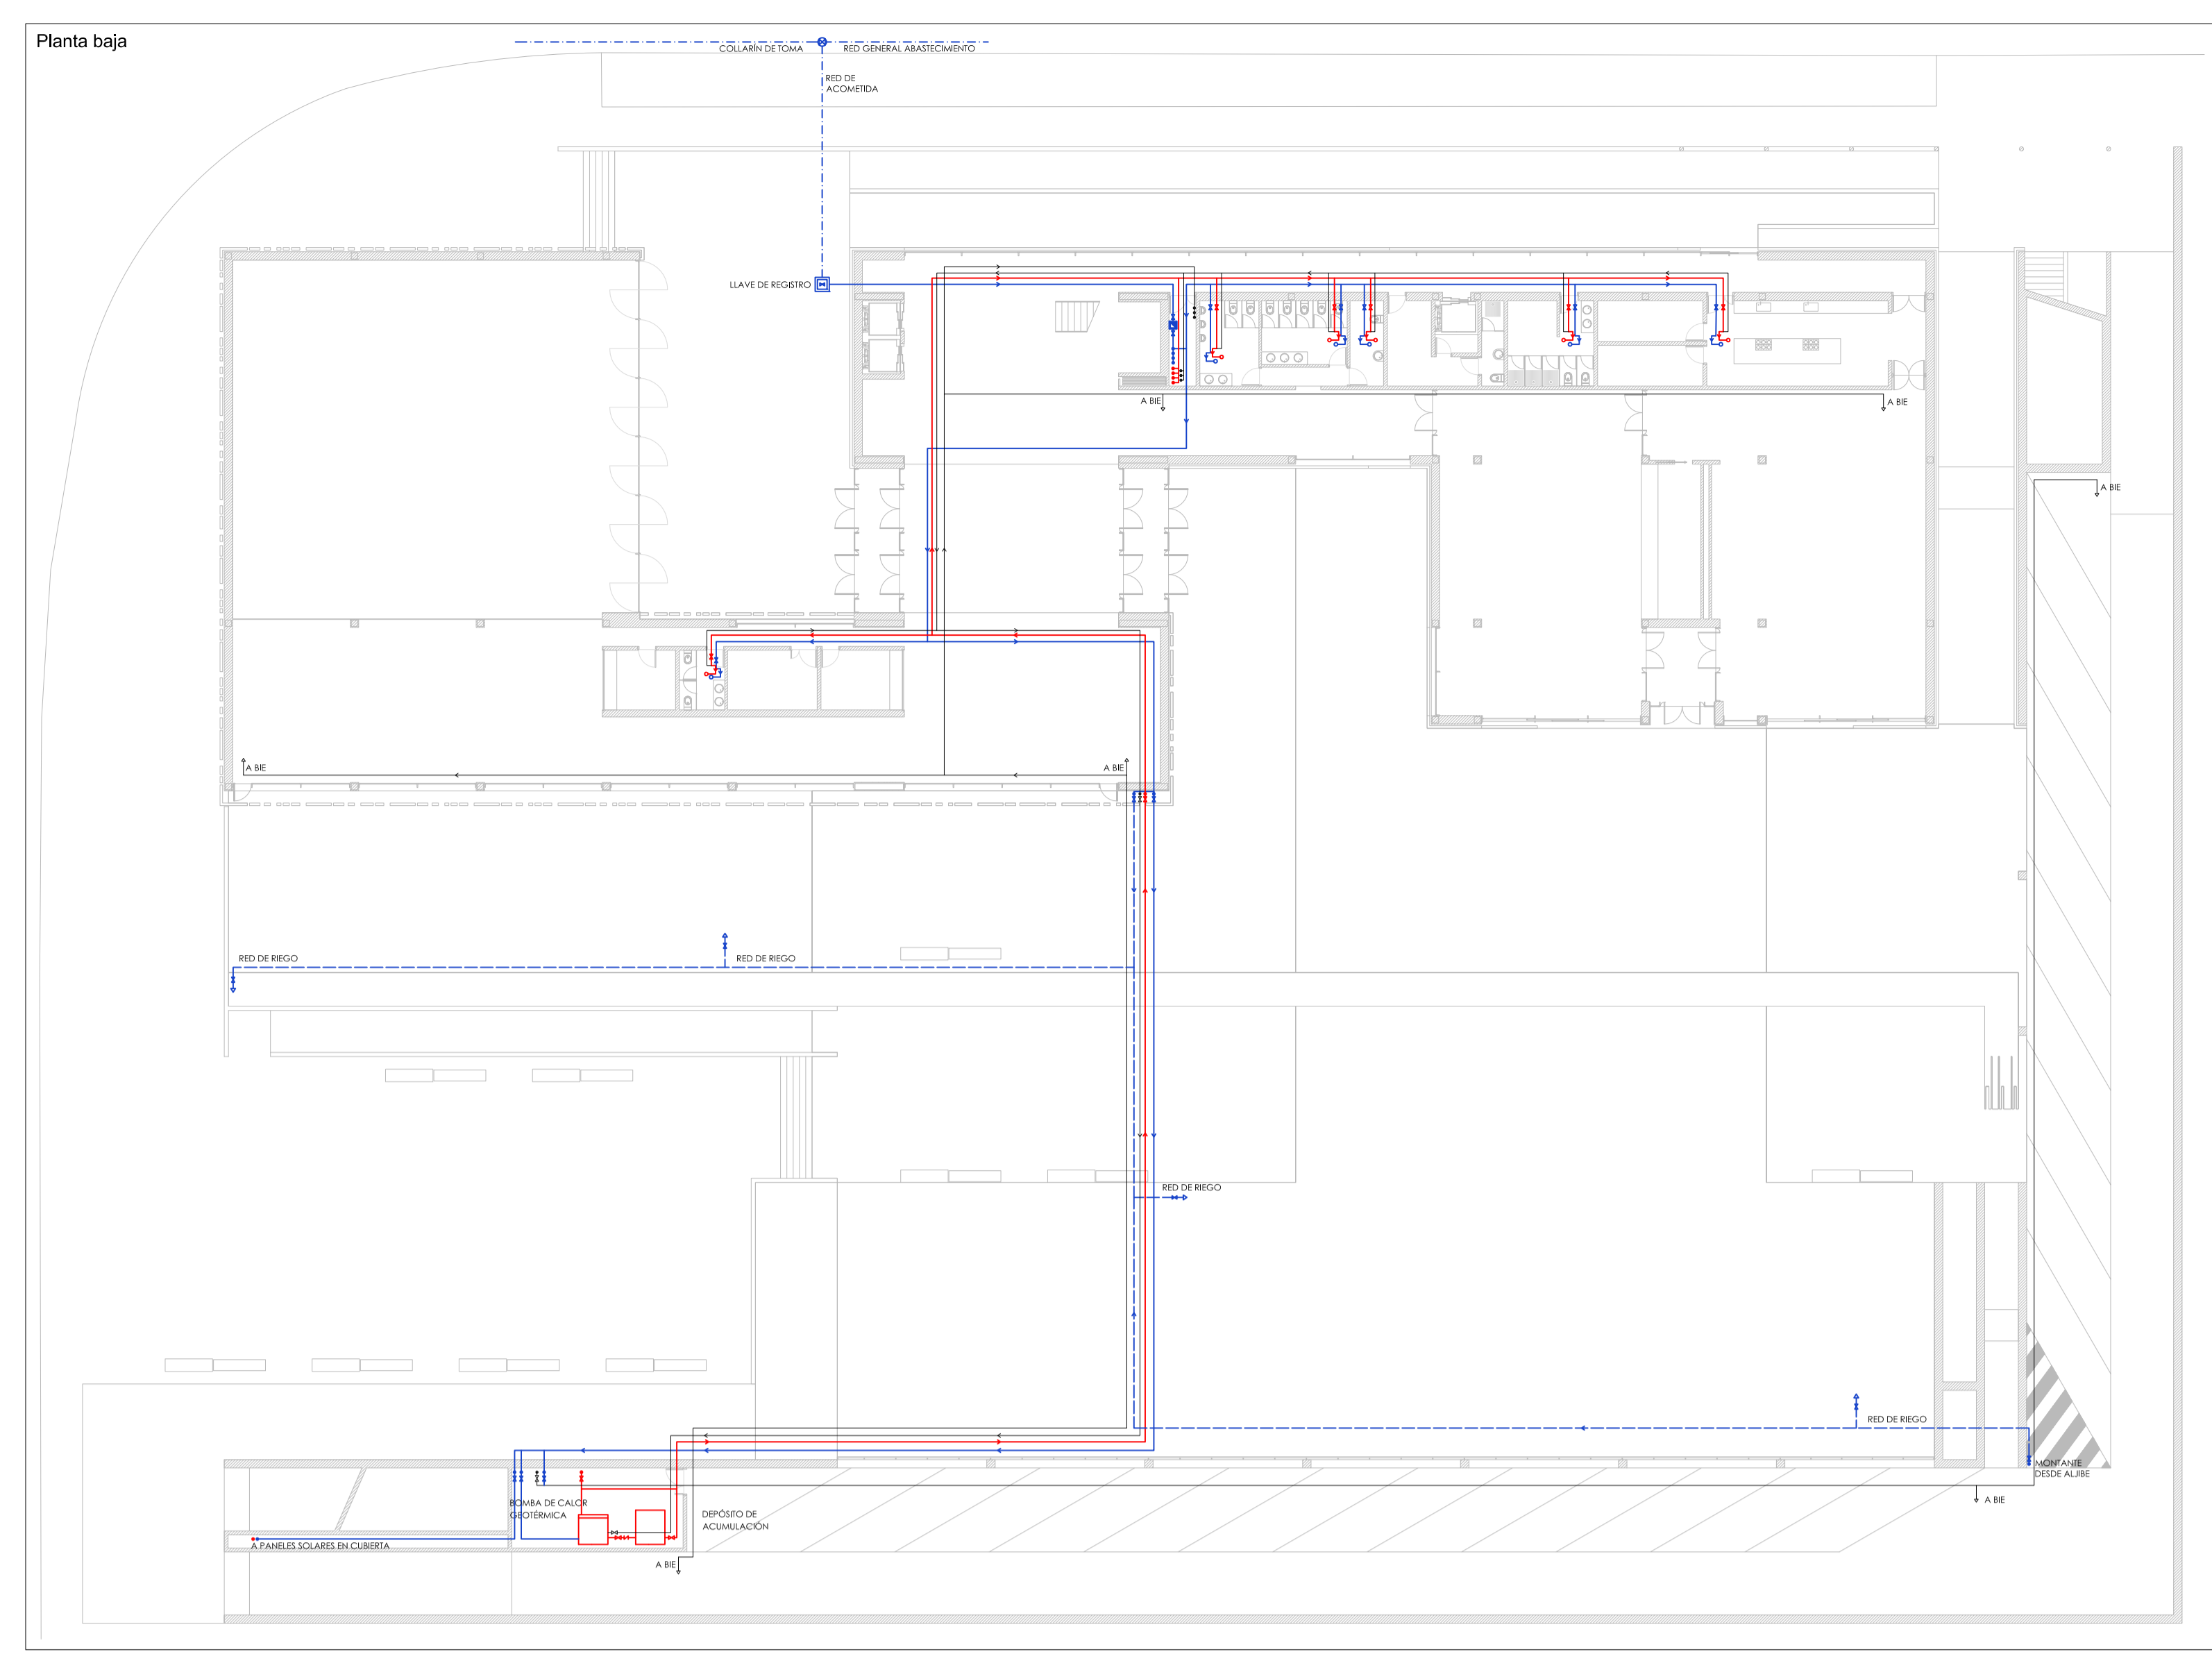 Planta baja
COLLARÍN DE TOMA
RED GENERAL ABASTECIMIENTO
RED DE
ACOMETIDA
LLAVE DE REGISTRO
A BIE
A BIE
A BIE
A BIE
A BIE
RED DE RIEGO
RED DE RIEGO
RED DE RIEGO
RED DE RIEGO
MONTANTE
DESDE ALJIBE
A BIE
BOMBA DE CALOR
GEOTÉRMICA
DEPÓSITO DE
ACUMULACIÓN
A PANELES SOLARES EN CUBIERTA
A BIE